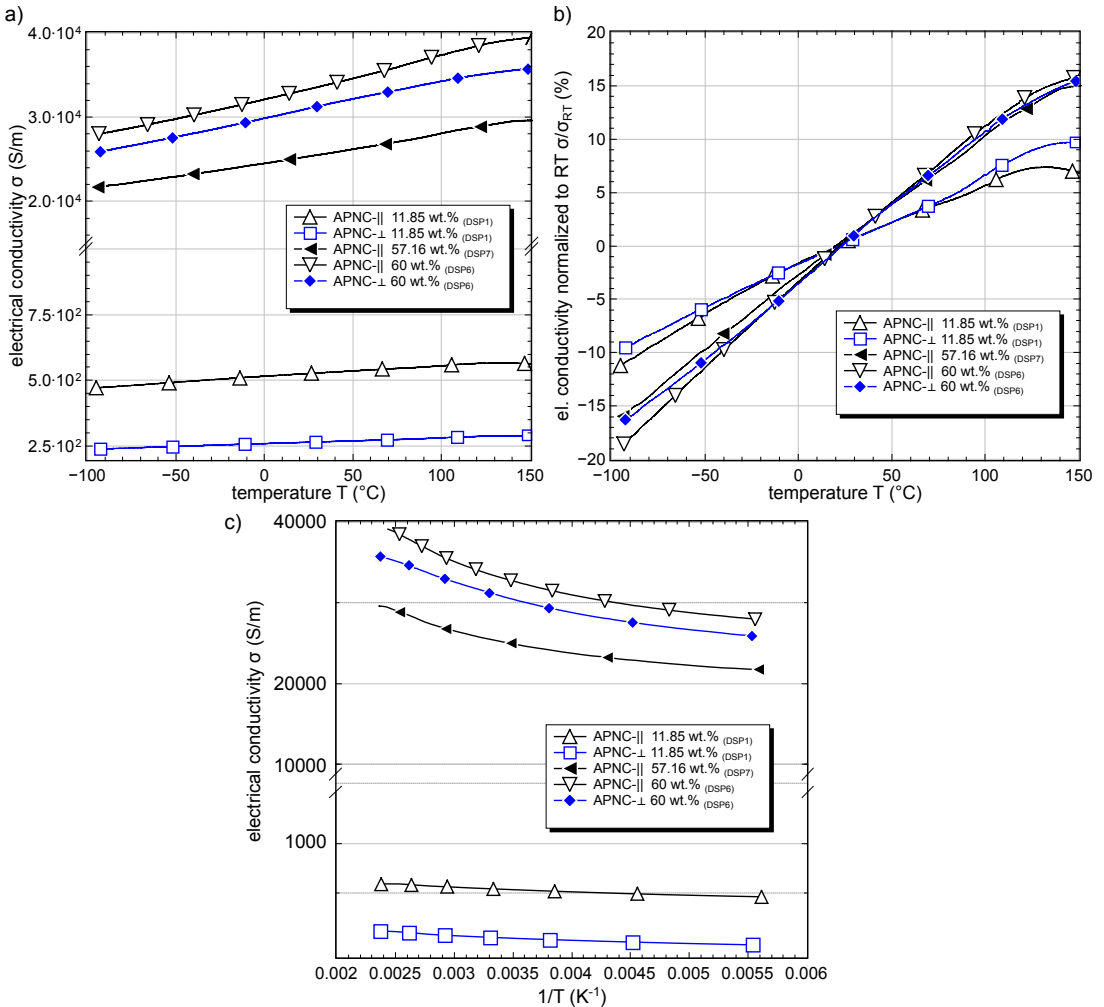 a)
4.0·10⁴
3.0·10⁴
2.0·10⁴
7.5·10²
5.0·10²
2.5·10²
electrical conductivity σ (S/m)
APNC-|| 11.85 wt.% (DSP1)
APNC-⊥ 11.85 wt.% (DSP1)
APNC-|| 57.16 wt.% (DSP7)
APNC-|| 60 wt.% (DSP6)
APNC-⊥ 60 wt.% (DSP6)
−100 −50 0 50 100 150
temperature T (°C)
b)
20
15
10
5
0
−5
−10
−15
−20
el. conductivity normalized to RT σ/σRT (%)
APNC-|| 11.85 wt.% (DSP1)
APNC-⊥ 11.85 wt.% (DSP1)
APNC-|| 57.16 wt.% (DSP7)
APNC-|| 60 wt.% (DSP6)
APNC-⊥ 60 wt.% (DSP6)
−100 −50 0 50 100 150
temperature T (°C)
c)
40000
20000
10000
1000
electrical conductivity σ (S/m)
APNC-|| 11.85 wt.% (DSP1)
APNC-⊥ 11.85 wt.% (DSP1)
APNC-|| 57.16 wt.% (DSP7)
APNC-|| 60 wt.% (DSP6)
APNC-⊥ 60 wt.% (DSP6)
0.002 0.0025 0.003 0.0035 0.004 0.0045 0.005 0.0055 0.006
1/T (K⁻¹)